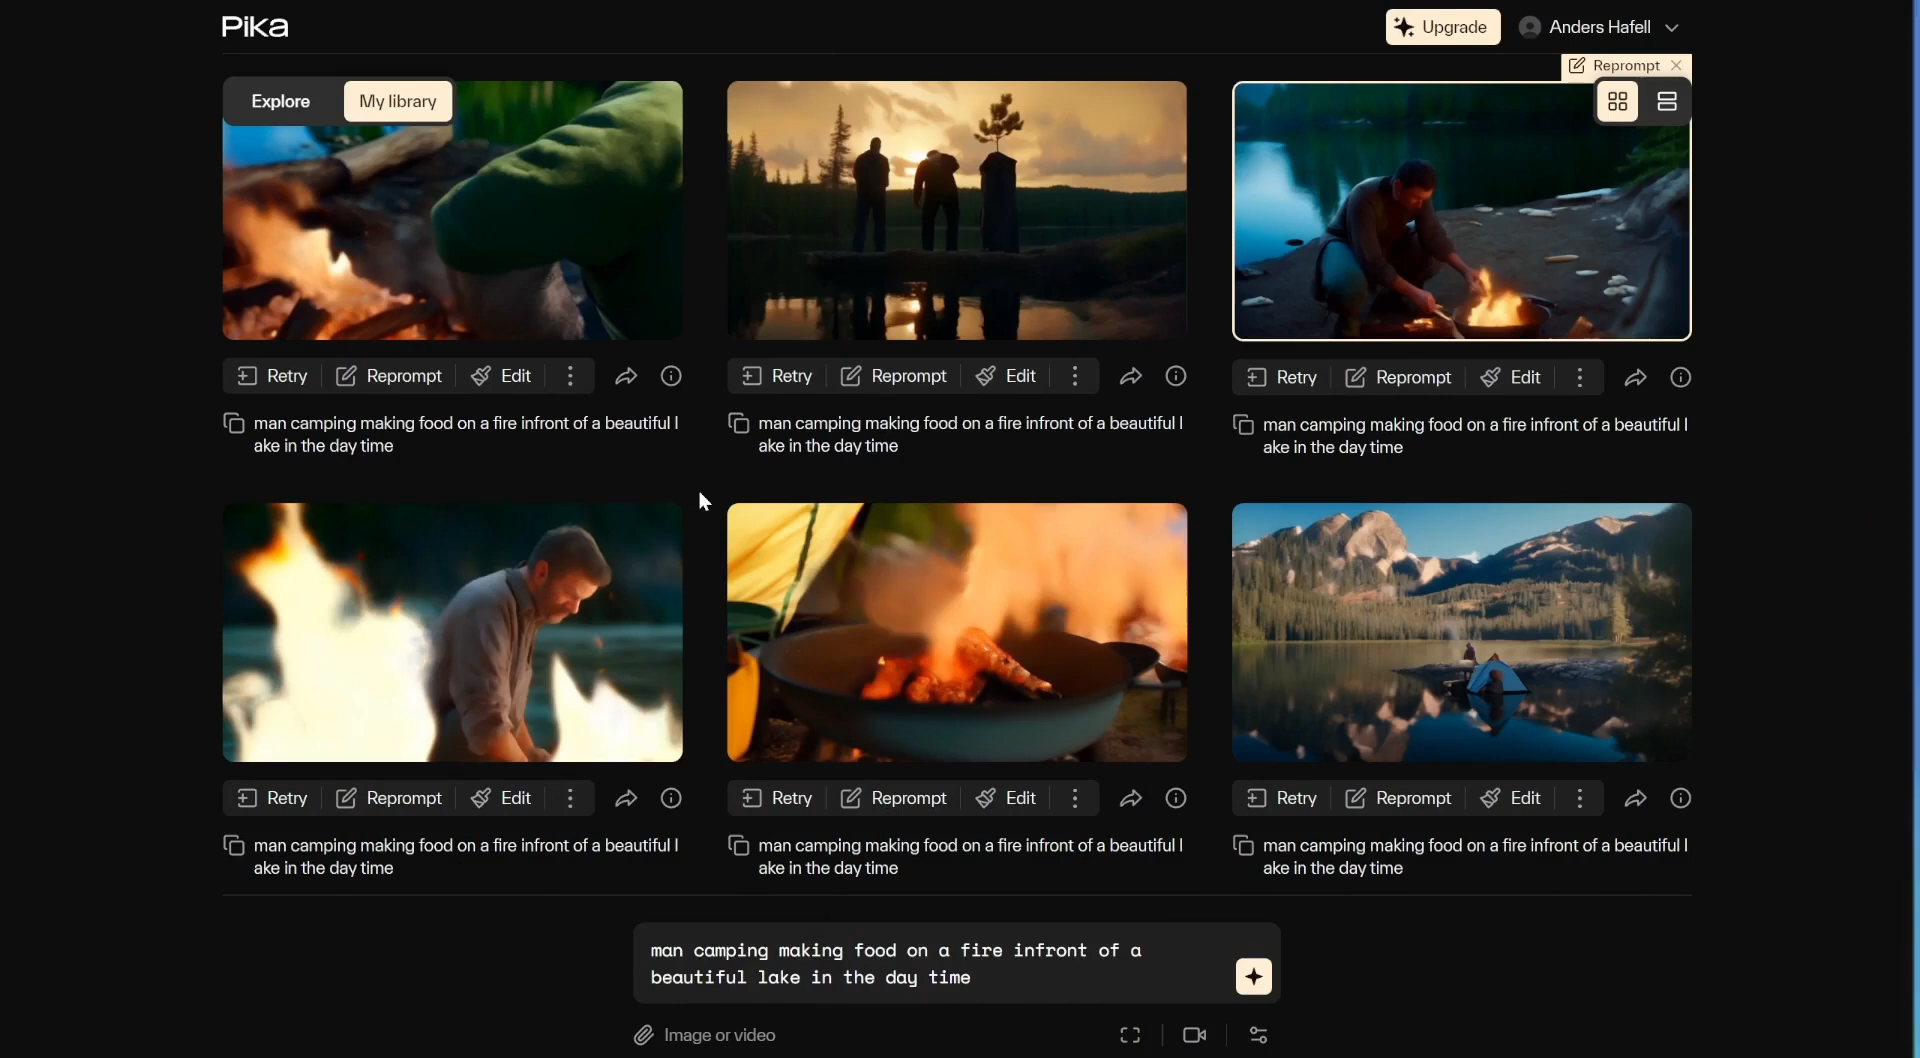 Pika
Upgrade
Anders Hafell
Reprompt
Explore
My library
Retry
Reprompt
Edit
Retry
Reprompt
Edit
Retry
Reprompt
Edit
man camping making food on a fire infront of a beautiful l
ake in the day time
man camping making food on a fire infront of a beautiful l
ake in the day time
man camping making food on a fire infront of a beautiful l
ake in the day time
Retry
Reprompt
Edit
Retry
Reprompt
Edit
Retry
Reprompt
Edit
man camping making food on a fire infront of a beautiful l
ake in the day time
man camping making food on a fire infront of a beautiful l
ake in the day time
man camping making food on a fire infront of a beautiful l
ake in the day time
man camping making food on a fire infront of a
beautiful lake in the day time
Image or video